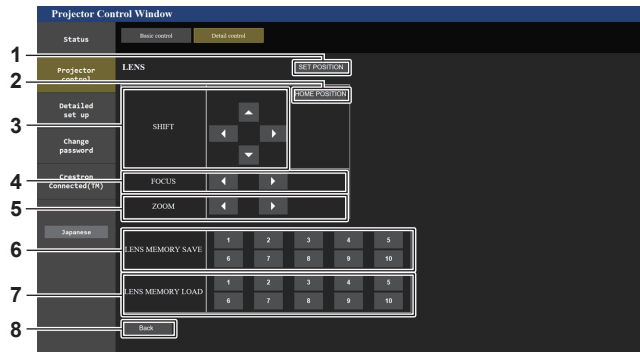 Projector Control Window
Status
Basic control
Detail control
1
LENS
SET POSITION
Projector
control
2
HOME POSITION
Detailed
set up
3
SHIFT
Change
password
4
FOCUS
Crestron
Connected(TM)
5
ZOOM
Japanese
6
LENS MEMORY SAVE
1 2 3 4 5
6 7 8 9 10
7
LENS MEMORY LOAD
1 2 3 4 5
6 7 8 9 10
8
Back